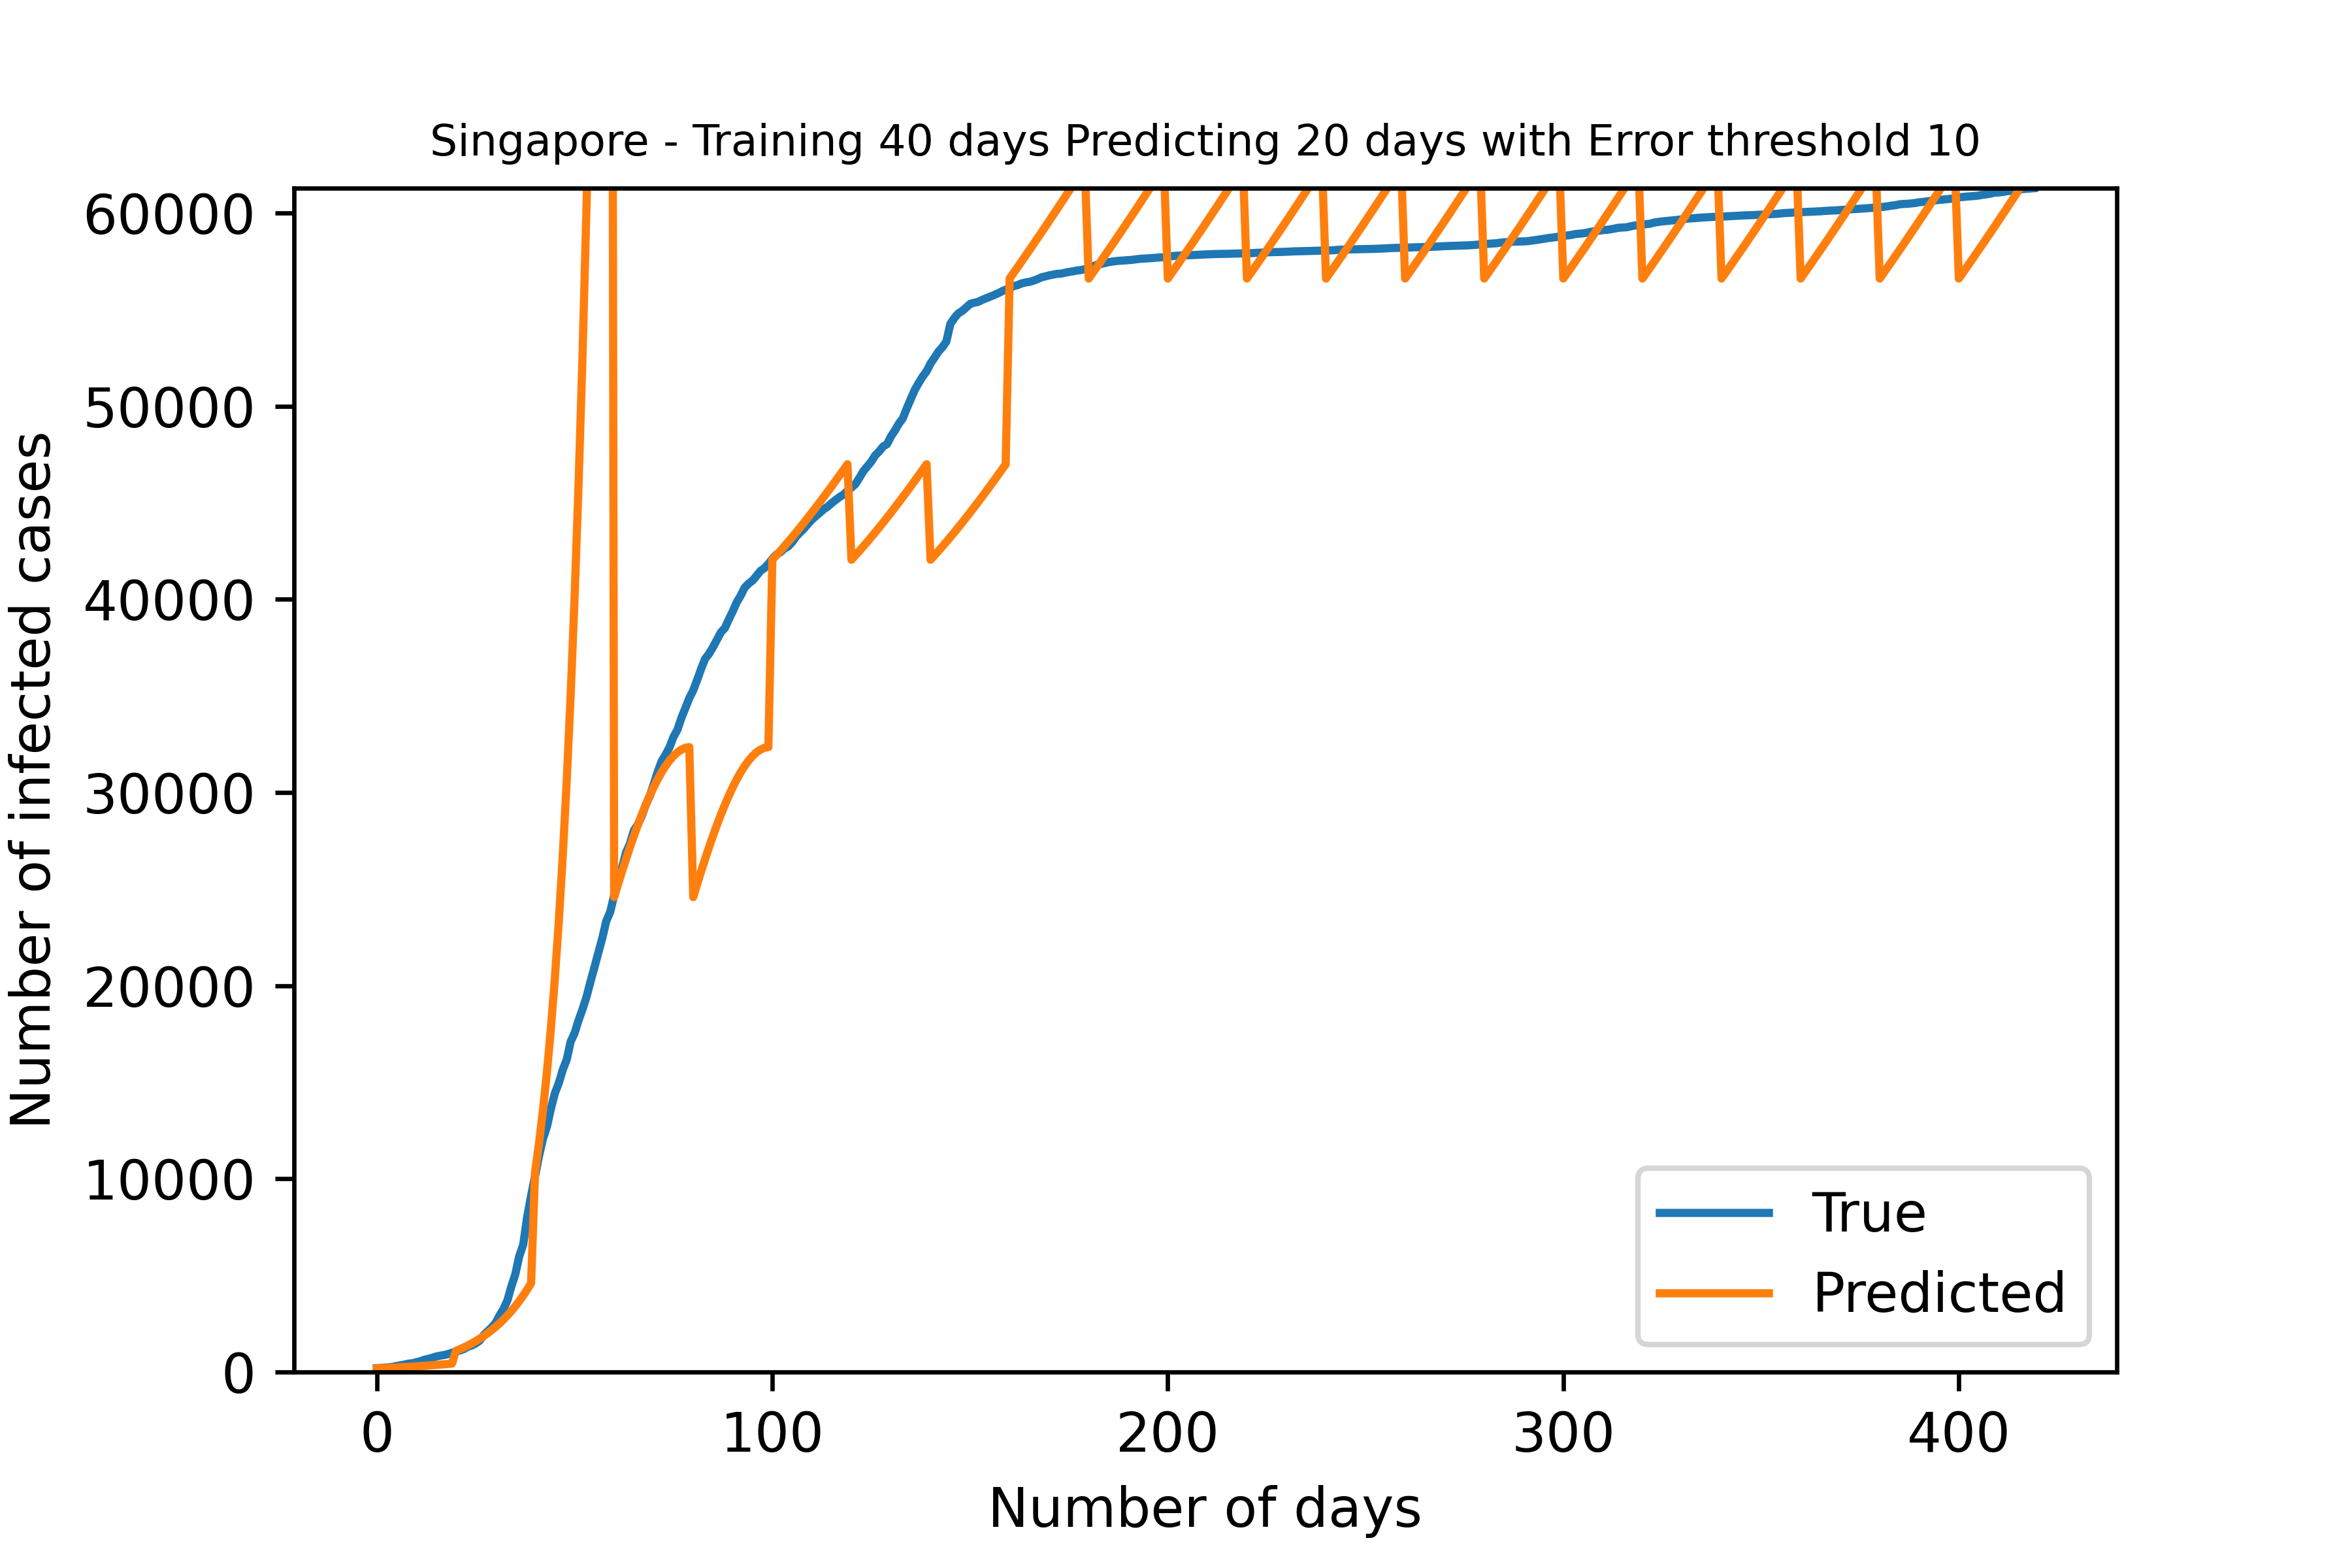 Singapore - Training 40 days Predicting 20 days with Error threshold 10
60000
50000
40000
30000
20000
10000
0
Number of infected cases
0 100 200 300 400
Number of days
True
Predicted